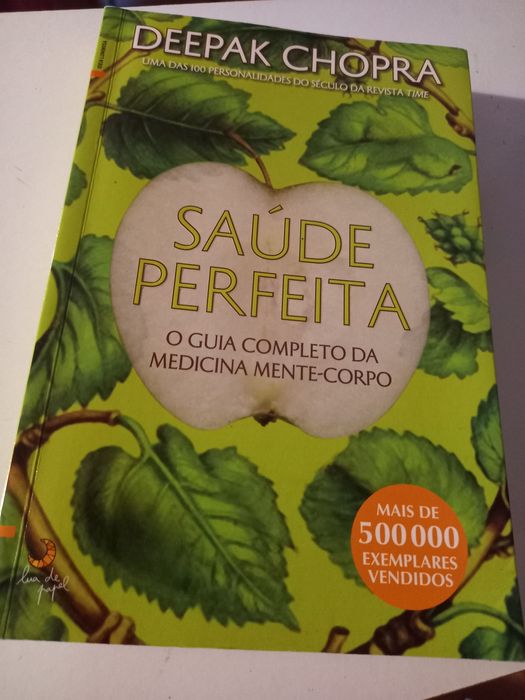 DEEPAK CHOPRA
UMA DAS 100 PERSONALIDADES DO SÉCULO DA REVISTA TIME
SAÚDE
PERFEITA
O GUIA COMPLETO DA
MEDICINA MENTE-CORPO
MAIS DE
500 000
EXEMPLARES
VENDIDOS
lua de
papel